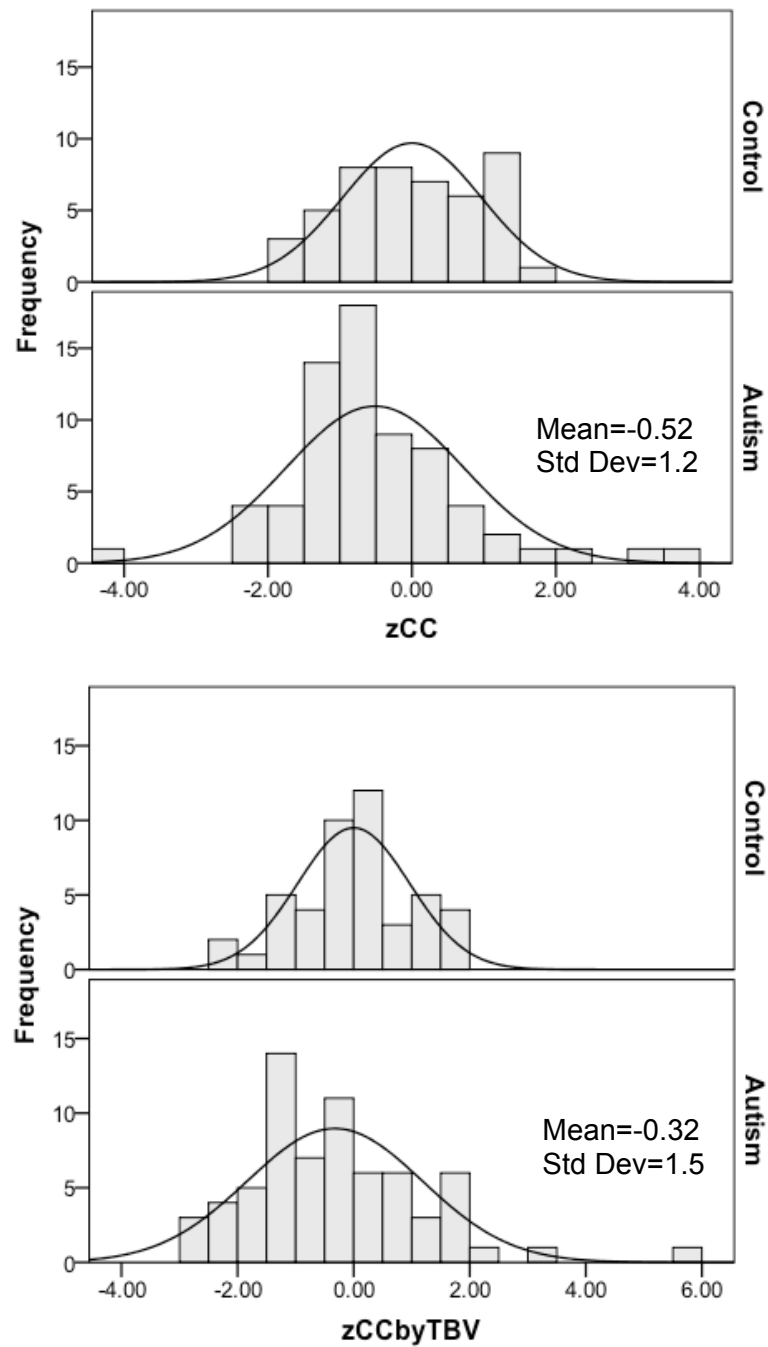 15
10
5
0
Control
Frequency
15
10
5
0
Autism
Mean=-0.52
Std Dev=1.2
-4.00 -2.00 0.00 2.00 4.00
zCC
15
10
5
0
Control
Frequency
15
10
5
0
Autism
Mean=-0.32
Std Dev=1.5
-4.00 -2.00 0.00 2.00 4.00 6.00
zCCbyTBV